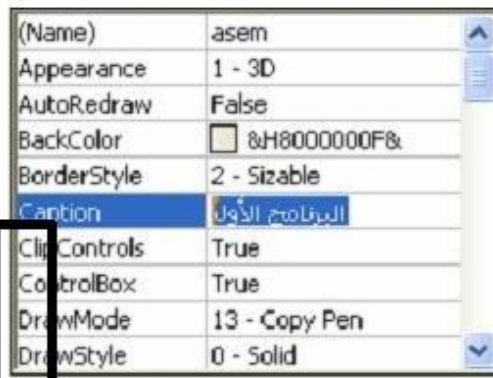 (Name) asem
Appearance 1 - 3D
AutoRedraw False
BackColor &H8000000F&
BorderStyle 2 - Sizable
Caption البرنامج الأول
ClipControls True
ControlBox True
DrawMode 13 - Copy Pen
DrawStyle 0 - Solid